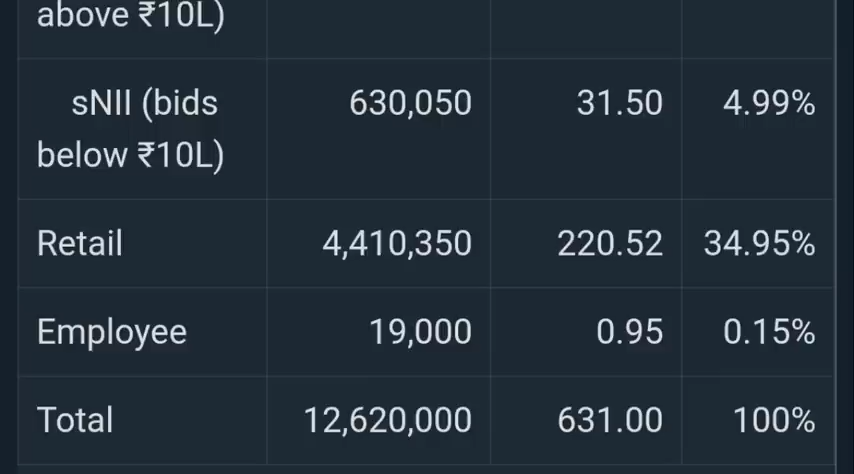 above ₹10L)
sNII (bids 630,050 31.50 4.99%
below ₹10L)
Retail 4,410,350 220.52 34.95%
Employee 19,000 0.95 0.15%
Total 12,620,000 631.00 100%